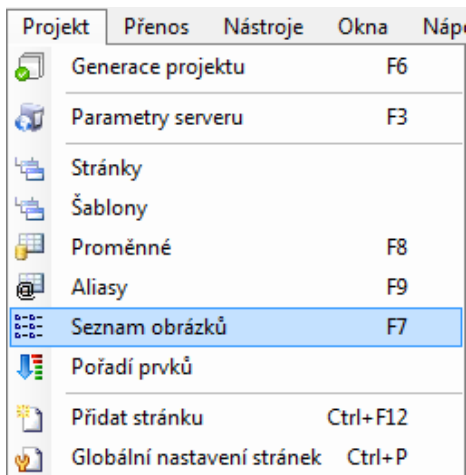 Projekt Přenos Nástroje Okna
Generace projektu F6
Parametry serveru F3
Stránky
Šablony
Proměnné F8
Aliasy F9
Seznam obrázků F7
Pořadí prvků
Přidat stránku Ctrl+F12
Globální nastavení stránek Ctrl+P